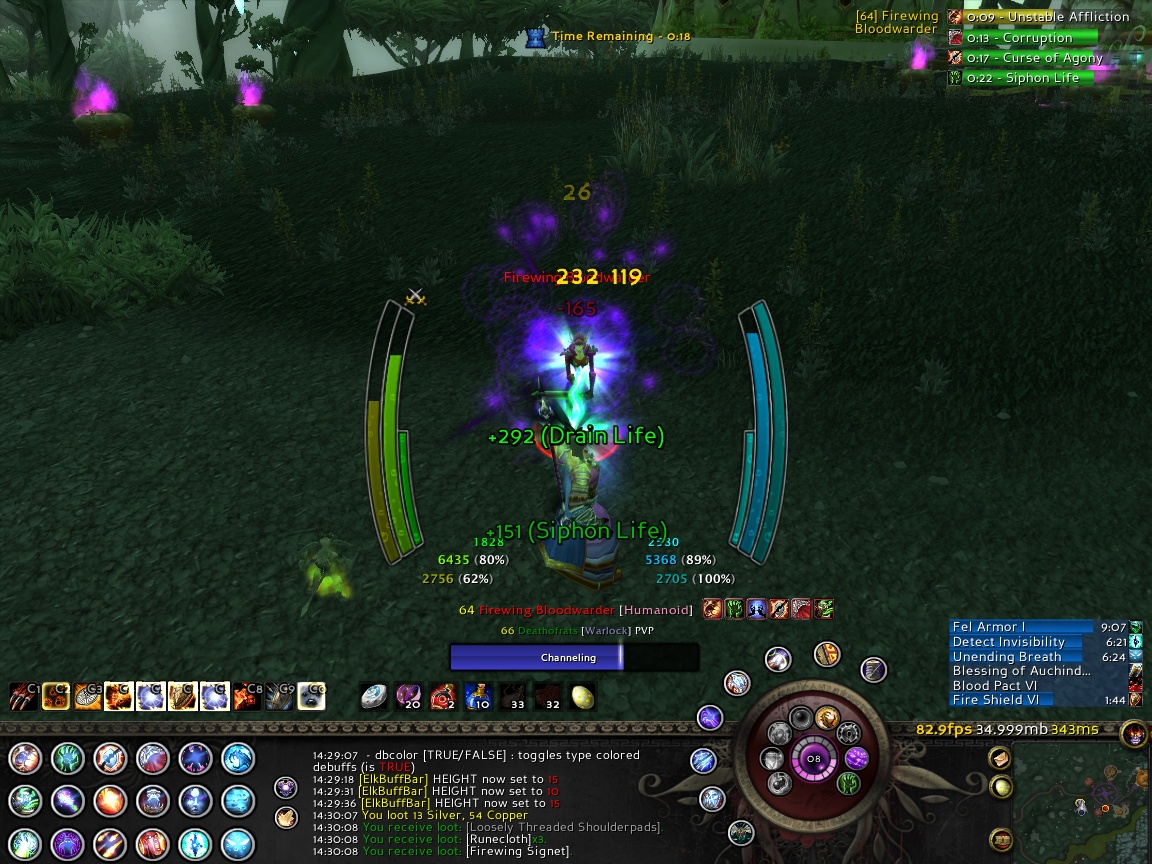 Time Remaining - 0:18
[64] Firewing
Bloodwarder
0:09 - Unstable Affliction
0:13 - Corruption
0:17 - Curse of Agony
0:22 - Siphon Life
26
Firewing Bloodwarder
232 119
-165
+292 (Drain Life)
+151 (Siphon Life)
1828
6435 (80%) 5368 (89%)
2756 (62%) 2705 (100%)
64 Firewing Bloodwarder [Humanoid]
66 Deathofrats [Warlock] PVP
Channeling
Fel Armor I 9:07
Detect Invisibility 6:21
Unending Breath 6:24
Blessing of Auchind...
Blood Pact VI
Fire Shield VI 1:44
C1 C2 C3 C C C C C8 C9
20 2 10 33 32
82.9fps 34.999mb 343ms
08
14:29:07 - dbcolor [TRUE/FALSE] : toggles type colored
debuffs (is TRUE)
14:29:18 [ElkBuffBar] HEIGHT now set to 15
14:29:31 [ElkBuffBar] HEIGHT now set to 10
14:29:36 [ElkBuffBar] HEIGHT now set to 15
14:30:07 You loot 13 Silver, 54 Copper
14:30:08 You receive loot: [Loosely Threaded Shoulderpads].
14:30:08 You receive loot: [Runecloth]x3.
14:30:08 You receive loot: [Firewing Signet].